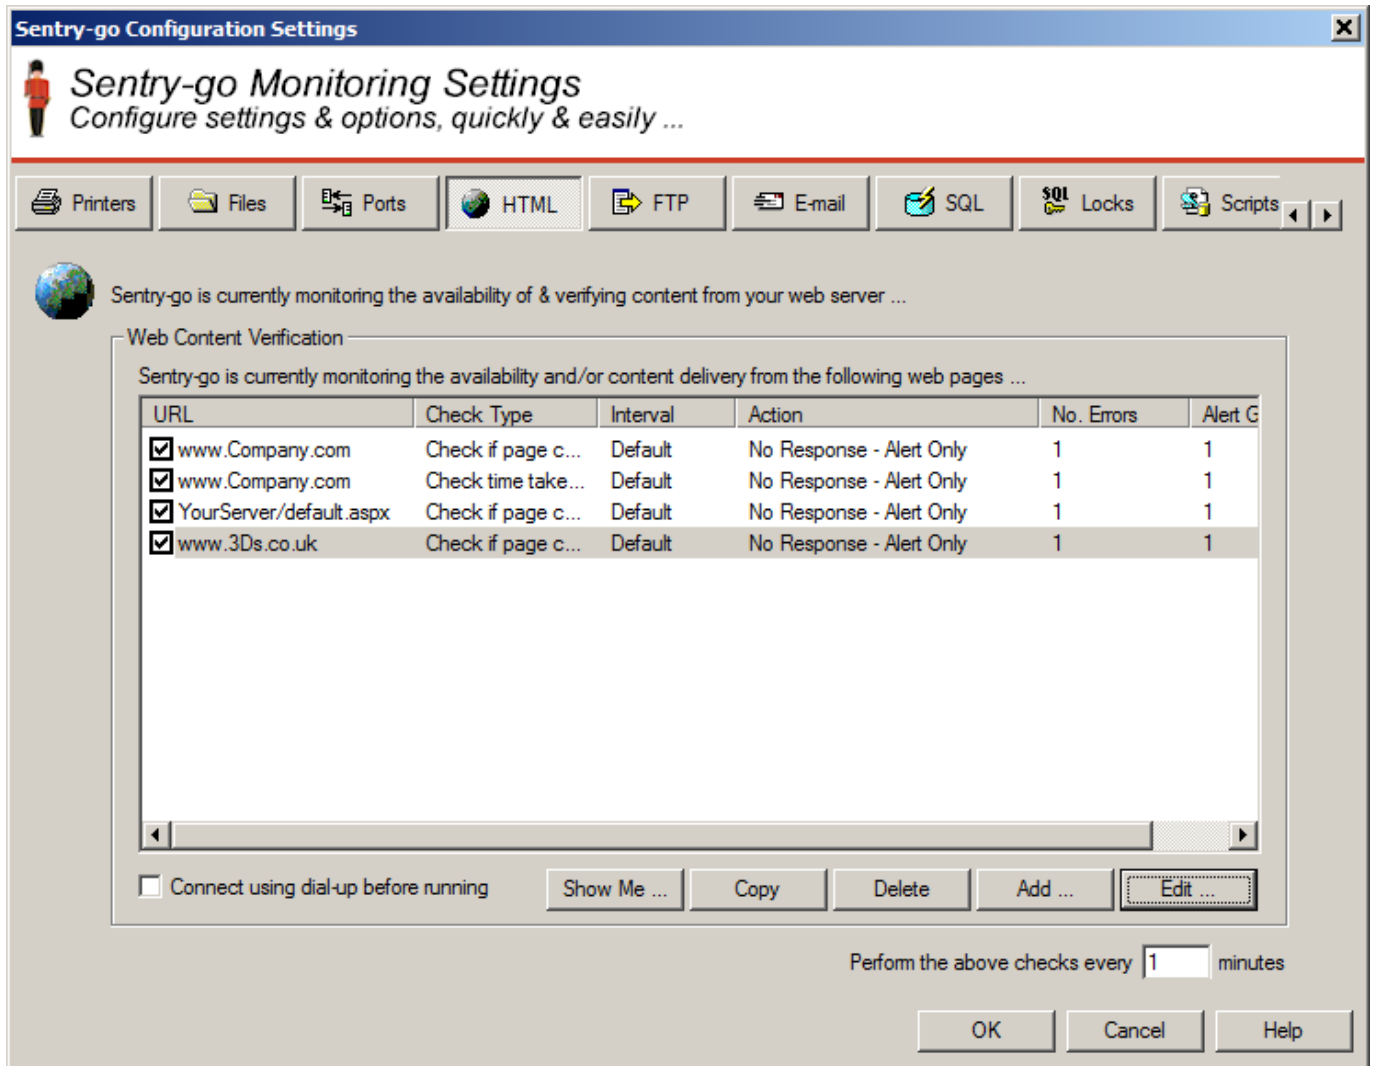 Sentry-go Configuration Settings
Sentry-go Monitoring Settings
Configure settings & options, quickly & easily ...
Printers Files Ports HTML FTP E-mail SQL SQL Locks Scripts
Sentry-go is currently monitoring the availability of & verifying content from your web server ...
Web Content Verification
Sentry-go is currently monitoring the availability and/or content delivery from the following web pages ...
URL Check Type Interval Action No. Errors Alert G
www.Company.com Check if page c... Default No Response - Alert Only 1 1
www.Company.com Check time take... Default No Response - Alert Only 1 1
YourServer/default.aspx Check if page c... Default No Response - Alert Only 1 1
www.3Ds.co.uk Check if page c... Default No Response - Alert Only 1 1
Connect using dial-up before running Show Me ... Copy Delete Add ... Edit ...
Perform the above checks every 1 minutes
OK Cancel Help